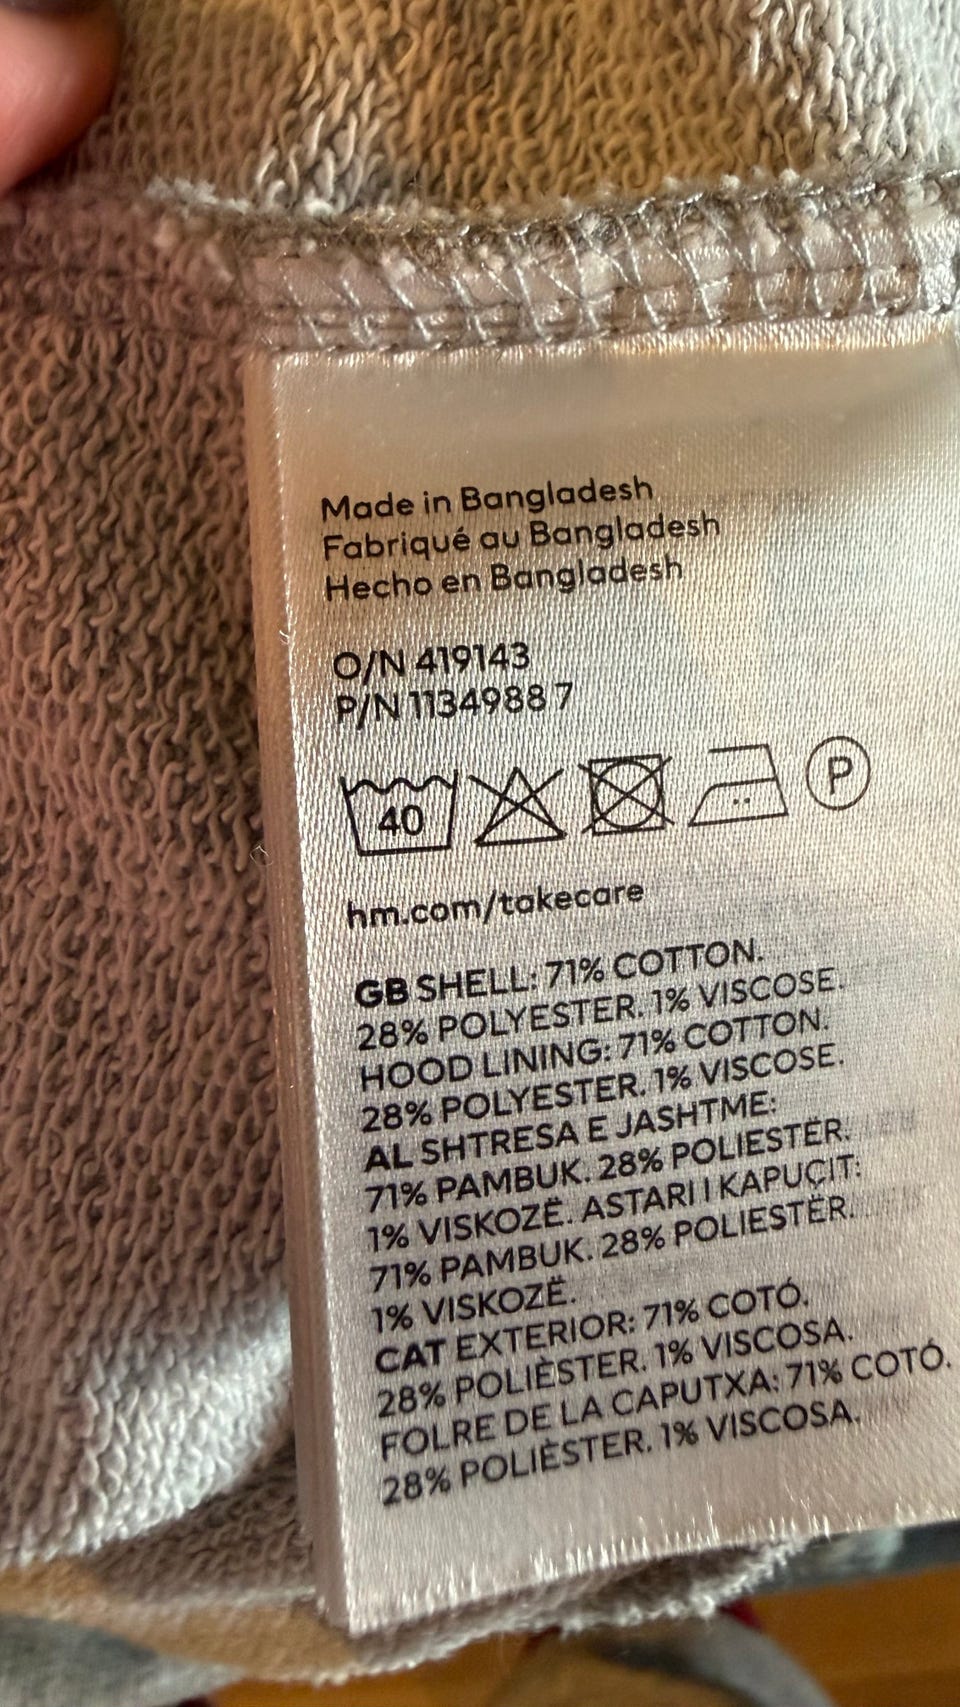 Made in Bangladesh
Fabriqué au Bangladesh
Hecho en Bangladesh
O/N 419143
P/N 1134988 7
40 P
hm.com/takecare
GB SHELL: 71% COTTON.
28% POLYESTER. 1% VISCOSE.
HOOD LINING: 71% COTTON.
28% POLYESTER. 1% VISCOSE.
AL SHTRESA E JASHTME:
71% PAMBUK. 28% POLIESTËR.
1% VISKOZË. ASTARI I KAPUÇIT:
71% PAMBUK. 28% POLIESTËR.
1% VISKOZË.
CAT EXTERIOR: 71% COTÓ.
28% POLIÈSTER. 1% VISCOSA.
FOLRE DE LA CAPUTXA: 71% COTÓ.
28% POLIÈSTER. 1% VISCOSA.